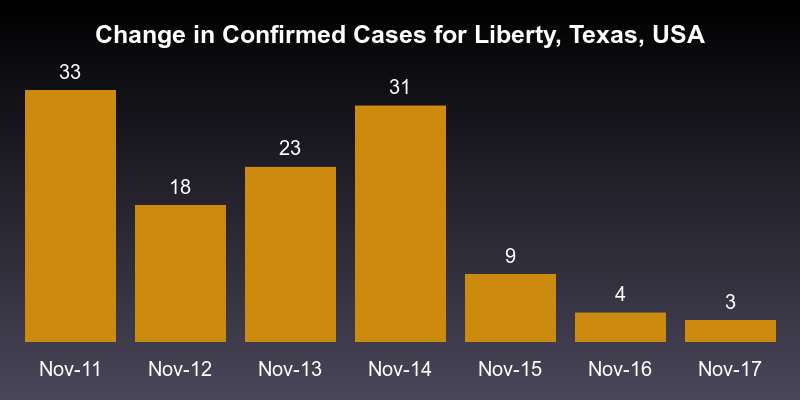 Change in Confirmed Cases for Liberty, Texas, USA
33
18
23
31
9
4
3
Nov-11
Nov-12
Nov-13
Nov-14
Nov-15
Nov-16
Nov-17